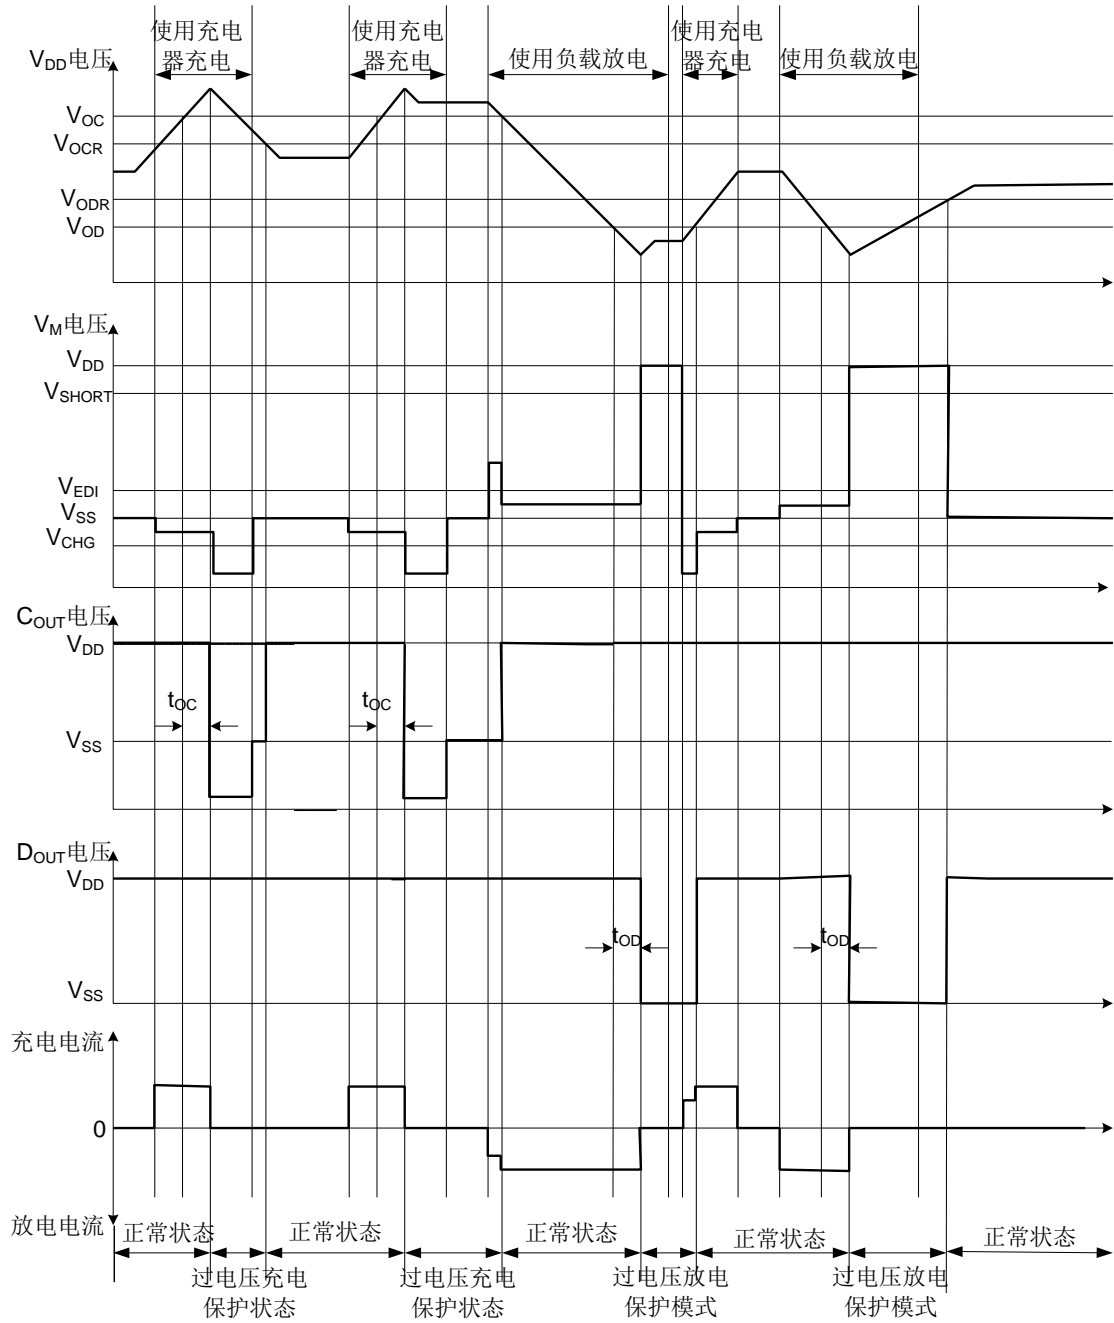 使用充电
器充电
使用充电
器充电
使用负载放电
使用充电
器充电
使用负载放电
VDD电压
VOC
VOCR
VODR
VOD
VM电压
VDD
VSHORT
VEDI
VSS
VCHG
COUT电压
VDD
tOC
tOC
VSS
DOUT电压
VDD
tOD
tOD
VSS
充电电流
0
放电电流
正常状态
正常状态
正常状态
正常状态
正常状态
过电压充电
保护状态
过电压充电
保护状态
过电压放电
保护模式
过电压放电
保护模式